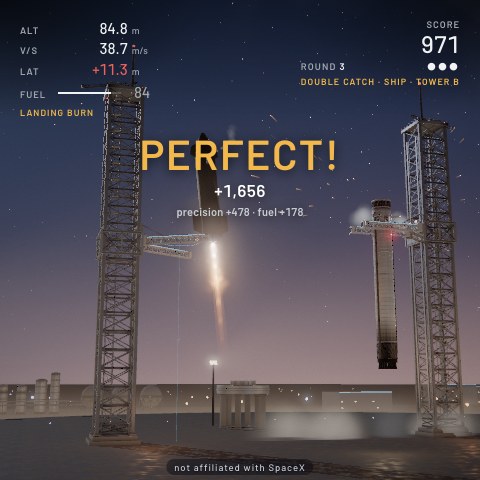 ALT 84.8 m
V/S 38.7 m/s
LAT +11.3 m
FUEL 84
LANDING BURN
SCORE
971
ROUND 3
DOUBLE CATCH · SHIP · TOWER B
PERFECT!
+1,656
precision +478 · fuel +178
not affiliated with SpaceX